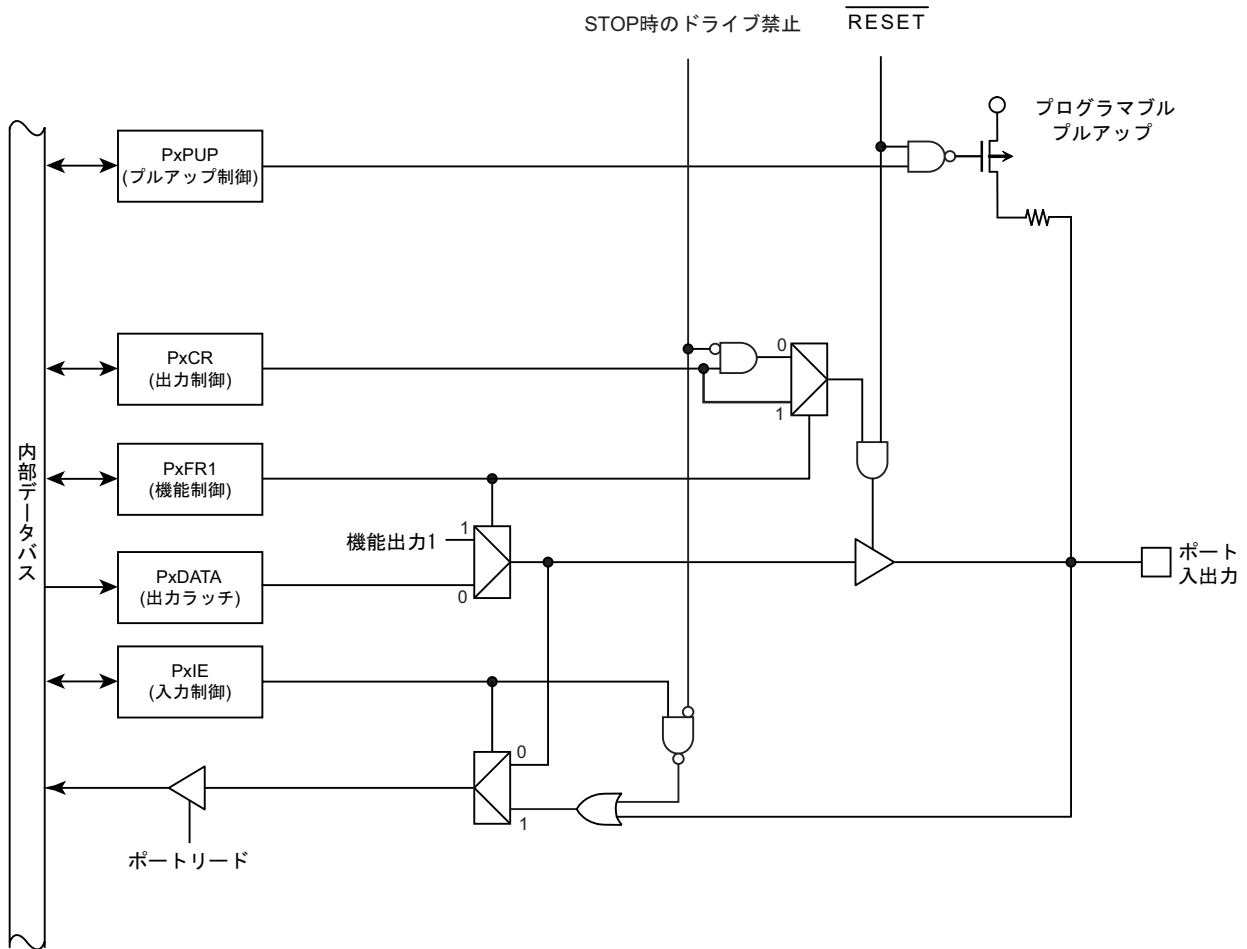 STOP時のドライブ禁止
RESET
プログラマブル
プルアップ
PxPUP
(プルアップ制御)
PxCR
(出力制御)
0
1
内部データバス
PxFR1
(機能制御)
機能出力1
1
0
PxDATA
(出力ラッチ)
ポート
入出力
PxIE
(入力制御)
0
1
ポートリード